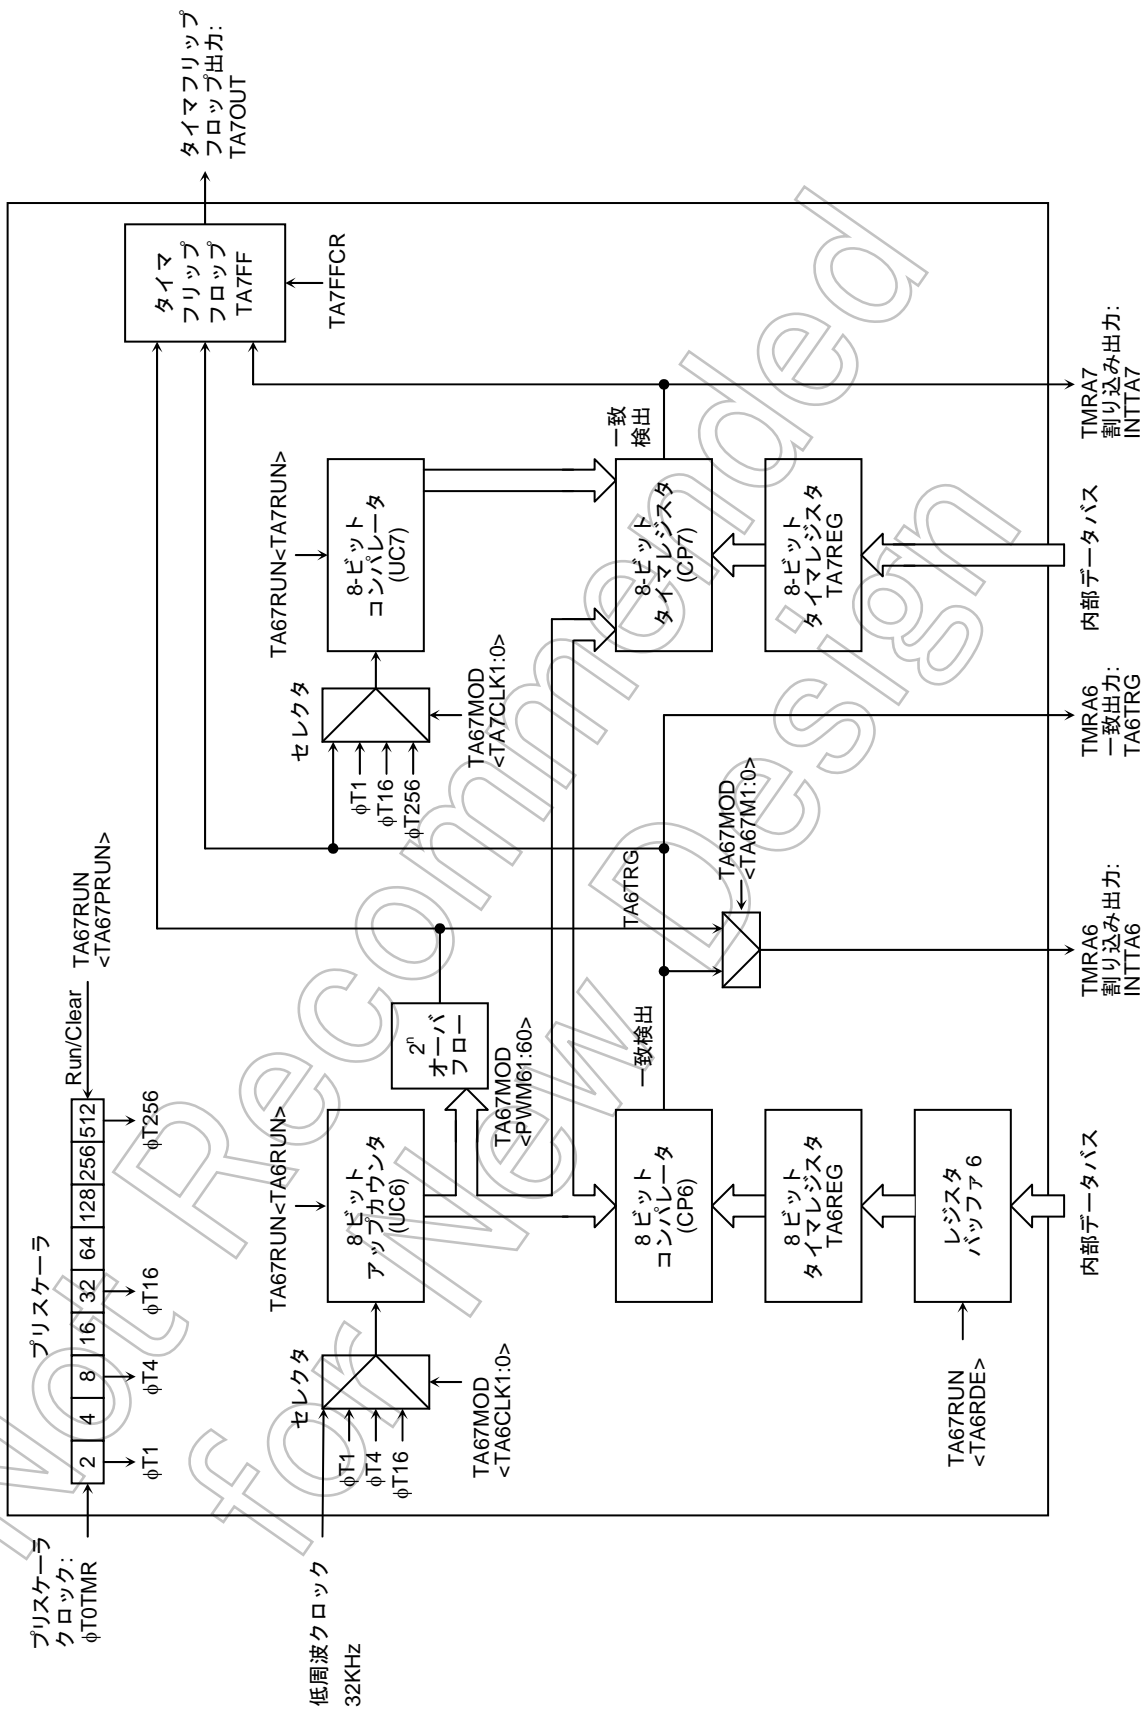 プリスケーラ
クロック:
φT0TMR
プリスケーラ
2 4 8 16 32 64 128 256 512
φT1
φT4
φT16
φT256
Run/Clear
TA67RUN
<TA67PRUN>
低周波クロック
32KHz
セレクタ
φT1
φT4
φT16
TA67MOD
<TA6CLK1:0>
TA67RUN<TA6RUN>
8ビット
アップカウンタ
(UC6)
2n
オーバ
フロー
TA67MOD
<PWM61:60>
セレクタ
φT1
φT16
φT256
TA67MOD
<TA7CLK1:0>
TA67RUN<TA7RUN>
8-ビット
コンパレータ
(UC7)
タイマ
フリップ
フロップ
TA7FF
TA7FFCR
タイマフリップ
フロップ出力:
TA7OUT
8ビット
コンパレータ
(CP6)
一致検出
TA6TRG
TA67MOD
<TA67M1:0>
8-ビット
タイマレジスタ
(CP7)
一致
検出
8ビット
タイマレジスタ
TA6REG
8-ビット
タイマレジスタ
TA7REG
TA67RUN
<TA6RDE>
レジスタ
バッファ6
内部データバス
TMRA6
割り込み出力:
INTTA6
TMRA6
一致出力:
TA6TRG
内部データバス
TMRA7
割り込み出力:
INTTA7
Not Recommended
for New Design